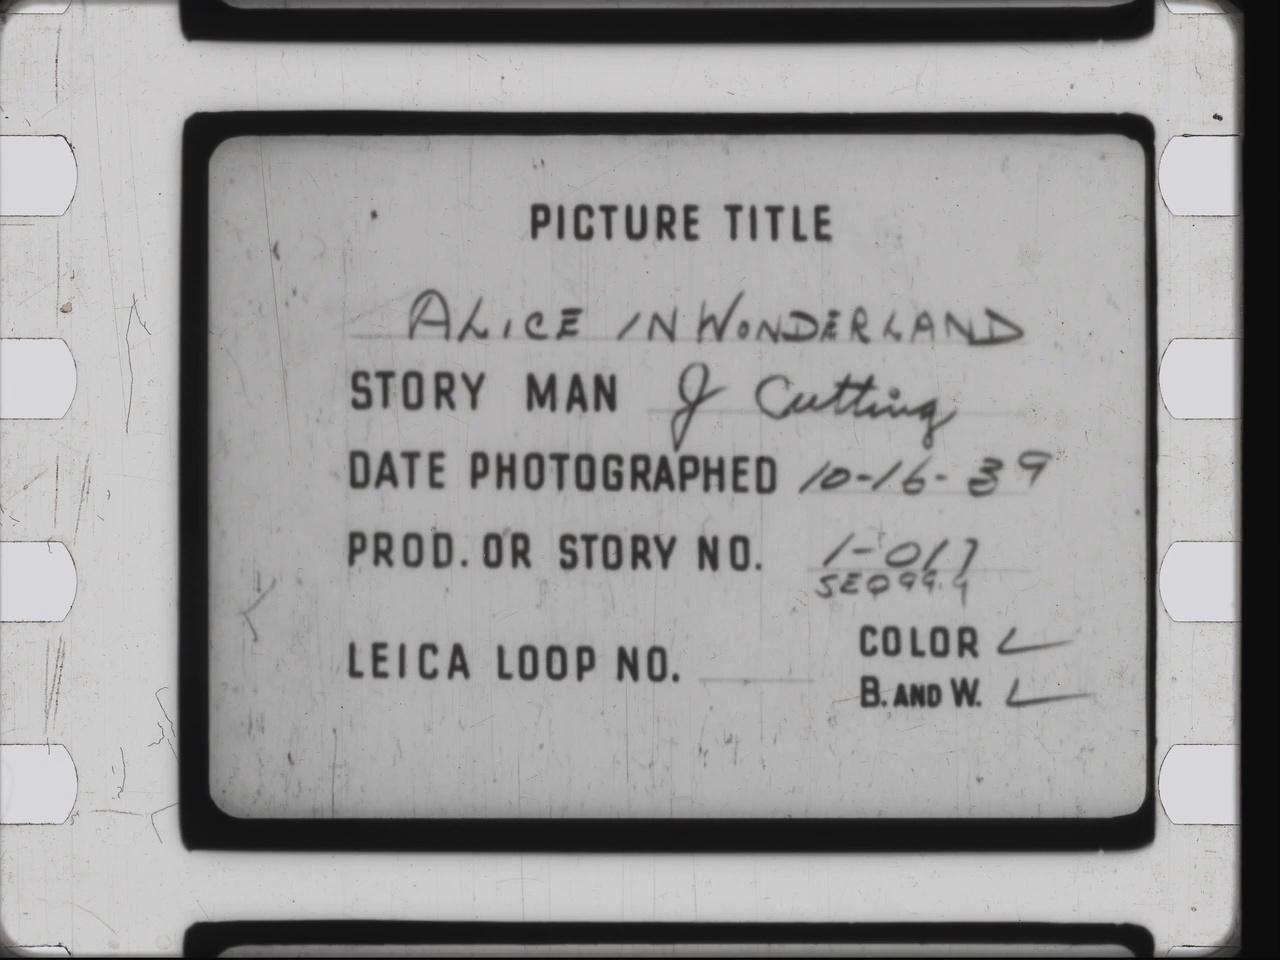 PICTURE TITLE
ALICE IN WONDERLAND
STORY MAN J Cutting
DATE PHOTOGRAPHED 10-16-39
PROD. OR STORY NO. 1-017
SEQ 99.1
LEICA LOOP NO.
COLOR ✓
B. AND W. ✓